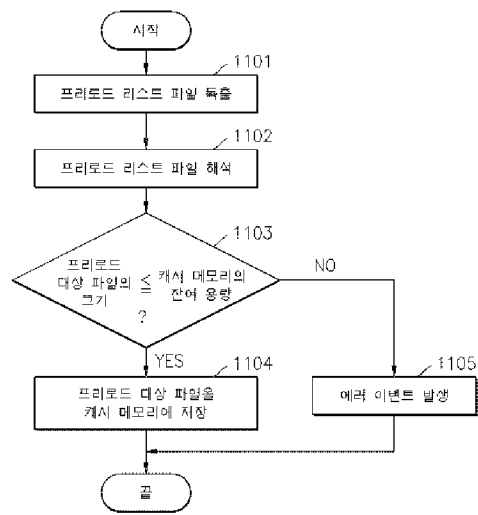 시작
1101
프리로드 리스트 파일 독출
1102
프리로드 리스트 파일 해석
1103
프리로드
대상 파일의
크기
≤
캐쉬 메모리의
잔여 용량
?
NO
YES
1104
프리로드 대상 파일을
캐쉬 메모리에 저장
1105
에러 이벤트 발생
끝